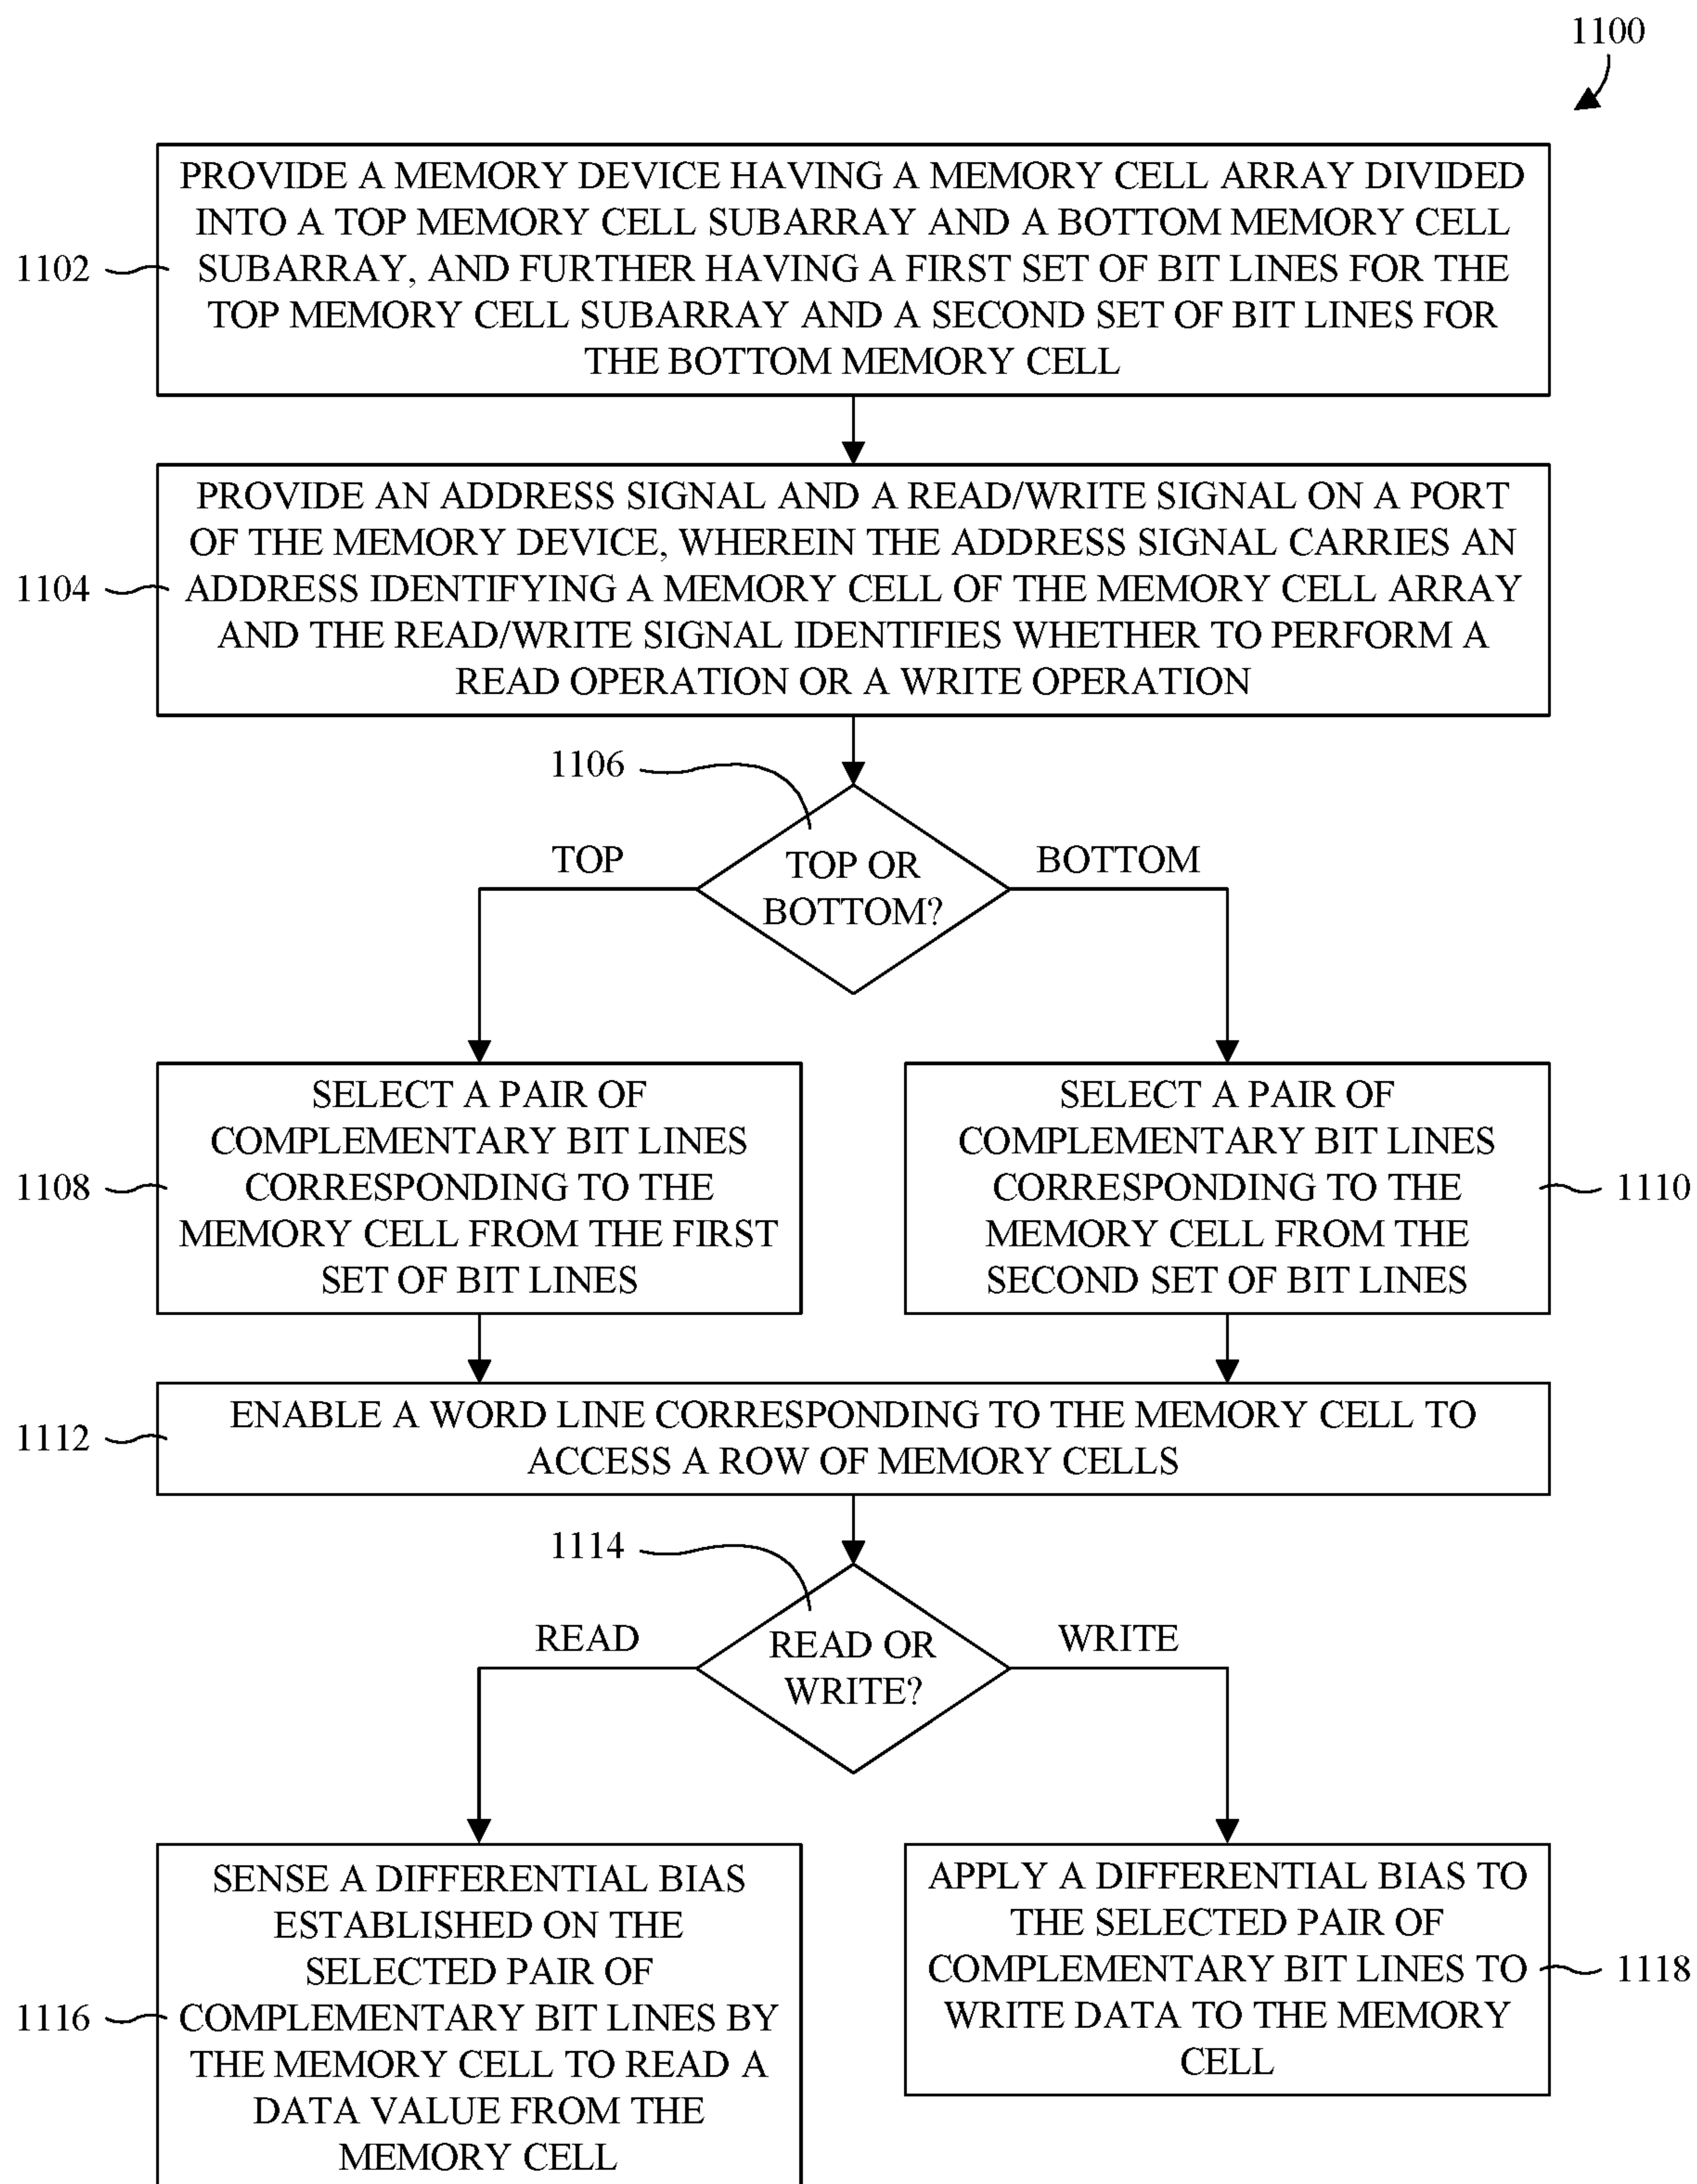 1100
PROVIDE A MEMORY DEVICE HAVING A MEMORY CELL ARRAY DIVIDED
INTO A TOP MEMORY CELL SUBARRAY AND A BOTTOM MEMORY CELL
1102
SUBARRAY, AND FURTHER HAVING A FIRST SET OF BIT LINES FOR THE
TOP MEMORY CELL SUBARRAY AND A SECOND SET OF BIT LINES FOR
THE BOTTOM MEMORY CELL
PROVIDE AN ADDRESS SIGNAL AND A READ/WRITE SIGNAL ON A PORT
OF THE MEMORY DEVICE, WHEREIN THE ADDRESS SIGNAL CARRIES AN
1104
ADDRESS IDENTIFYING A MEMORY CELL OF THE MEMORY CELL ARRAY
AND THE READ/WRITE SIGNAL IDENTIFIES WHETHER TO PERFORM A
READ OPERATION OR A WRITE OPERATION
1106
TOP
TOP OR
BOTTOM?
BOTTOM
SELECT A PAIR OF
COMPLEMENTARY BIT LINES
1108
CORRESPONDING TO THE
MEMORY CELL FROM THE FIRST
SET OF BIT LINES
SELECT A PAIR OF
COMPLEMENTARY BIT LINES
CORRESPONDING TO THE
1110
MEMORY CELL FROM THE
SECOND SET OF BIT LINES
1112
ENABLE A WORD LINE CORRESPONDING TO THE MEMORY CELL TO
ACCESS A ROW OF MEMORY CELLS
1114
READ
READ OR
WRITE?
WRITE
SENSE A DIFFERENTIAL BIAS
ESTABLISHED ON THE
SELECTED PAIR OF
1116
COMPLEMENTARY BIT LINES BY
THE MEMORY CELL TO READ A
DATA VALUE FROM THE
MEMORY CELL
APPLY A DIFFERENTIAL BIAS TO
THE SELECTED PAIR OF
COMPLEMENTARY BIT LINES TO
1118
WRITE DATA TO THE MEMORY
CELL